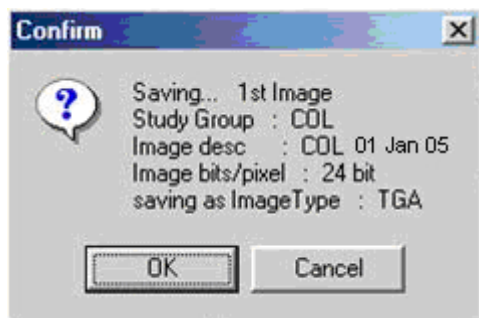 Confirm
Saving... 1st Image
Study Group : COL
Image desc : COL 01 Jan 05
Image bits/pixel : 24 bit
saving as ImageType : TGA
OK Cancel